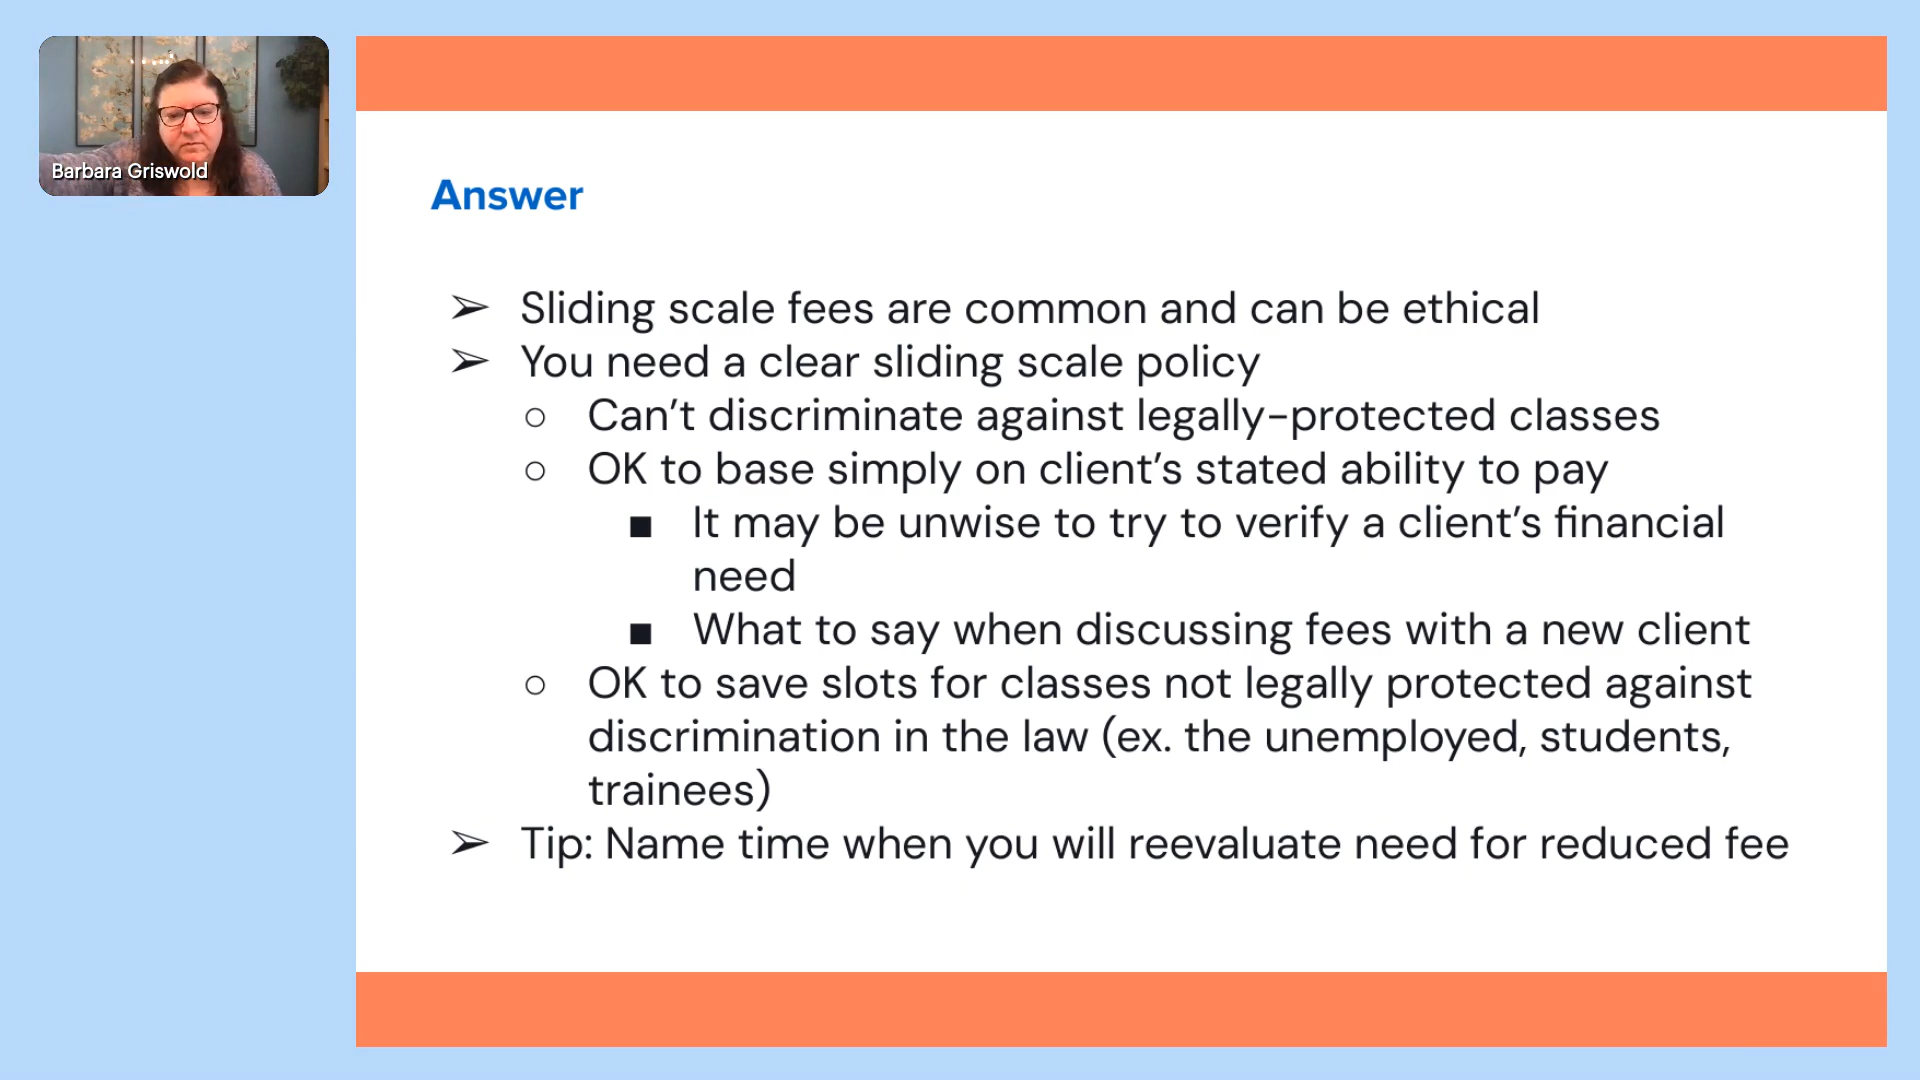 Barbara Griswold
Answer
➢ Sliding scale fees are common and can be ethical
➢ You need a clear sliding scale policy
○ Can’t discriminate against legally-protected classes
○ OK to base simply on client’s stated ability to pay
■ It may be unwise to try to verify a client’s financial
need
■ What to say when discussing fees with a new client
○ OK to save slots for classes not legally protected against
discrimination in the law (ex. the unemployed, students,
trainees)
➢ Tip: Name time when you will reevaluate need for reduced fee